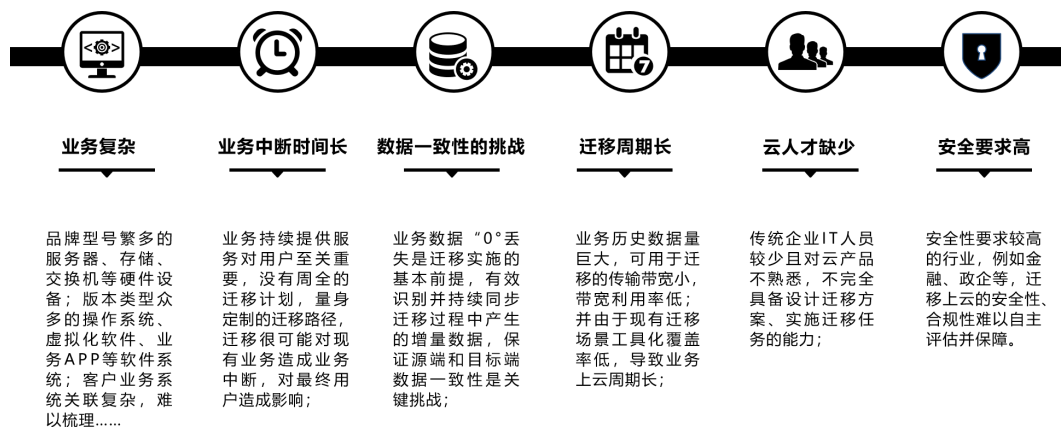 7
业务复杂
业务中断时间长
数据一致性的挑战
迁移周期长
云人才缺少
安全要求高
品牌型号繁多的
服务器、存储、
交换机等硬件设
备；版本类型众
多的操作系统、
虚拟化软件、业
务APP等软件系
统；客户业务系
统关联复杂，难
以梳理……
业务持续提供服
务对用户至关重
要，没有周全的
迁移计划，量身
定制的迁移路径，
迁移很可能对现
有业务造成业务
中断，对最终用
户造成影响；
业务数据“0°丢
失是迁移实施的
基本前提，有效
识别并持续同步
迁移过程中产生
的增量数据，保
证源端和目标端
数据一致性是关
键挑战；
业务历史数据量
巨大，可用于迁
移的传输带宽小，
带宽利用率低；
并由于现有迁移
场景工具化覆盖
率低，导致业务
上云周期长；
传统企业IT人员
较少且对云产品
不熟悉，不完全
具备设计迁移方
案、实施迁移任
务的能力；
安全性要求较高
的行业，例如金
融、政企等，迁
移上云的安全性、
合规性难以自主
评估并保障。